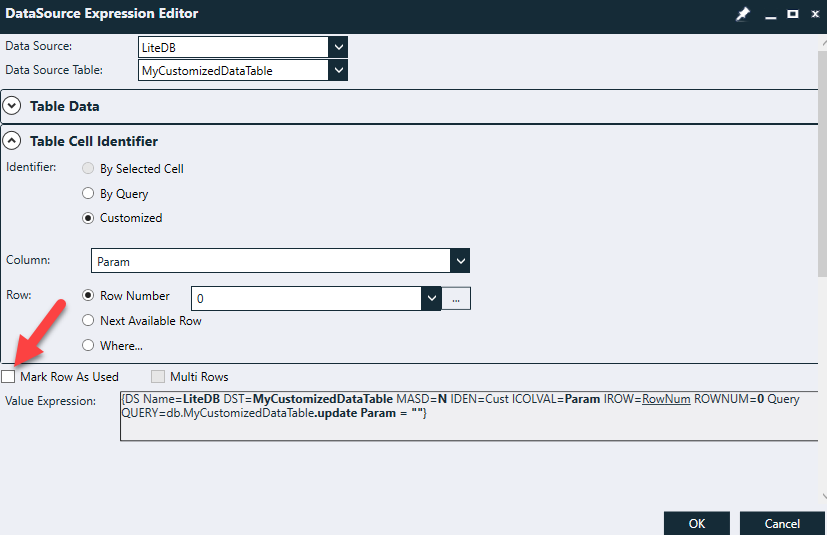 DataSource Expression Editor
Data Source: LiteDB
Data Source Table: MyCustomizedDataTable
Table Data
Table Cell Identifier
Identifier: By Selected Cell
By Query
Customized
Column: Param
Row: Row Number 0 ...
Next Available Row
Where...
Mark Row As Used Multi Rows
Value Expression: {DS Name=LiteDB DST=MyCustomizedDataTable MASD=N IDEN=Cust ICOLVAL=Param IROW=RowNum ROWNUM=0 Query
QUERY=db.MyCustomizedDataTable.update Param = ""}
OK Cancel